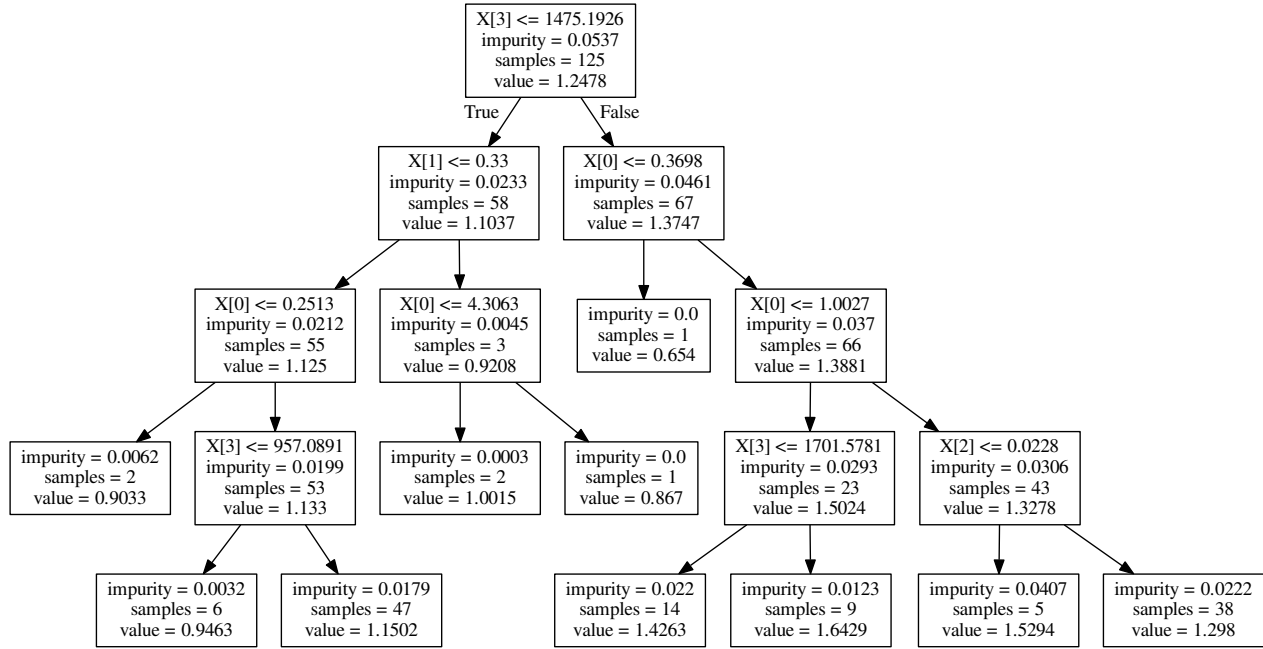 X[3] <= 1475.1926
impurity = 0.0537
samples = 125
value = 1.2478
True
False
X[1] <= 0.33
impurity = 0.0233
samples = 58
value = 1.1037
X[0] <= 0.3698
impurity = 0.0461
samples = 67
value = 1.3747
X[0] <= 0.2513
impurity = 0.0212
samples = 55
value = 1.125
X[0] <= 4.3063
impurity = 0.0045
samples = 3
value = 0.9208
impurity = 0.0
samples = 1
value = 0.654
X[0] <= 1.0027
impurity = 0.037
samples = 66
value = 1.3881
impurity = 0.0062
samples = 2
value = 0.9033
X[3] <= 957.0891
impurity = 0.0199
samples = 53
value = 1.133
impurity = 0.0003
samples = 2
value = 1.0015
impurity = 0.0
samples = 1
value = 0.867
X[3] <= 1701.5781
impurity = 0.0293
samples = 23
value = 1.5024
X[2] <= 0.0228
impurity = 0.0306
samples = 43
value = 1.3278
impurity = 0.0032
samples = 6
value = 0.9463
impurity = 0.0179
samples = 47
value = 1.1502
impurity = 0.022
samples = 14
value = 1.4263
impurity = 0.0123
samples = 9
value = 1.6429
impurity = 0.0407
samples = 5
value = 1.5294
impurity = 0.0222
samples = 38
value = 1.298